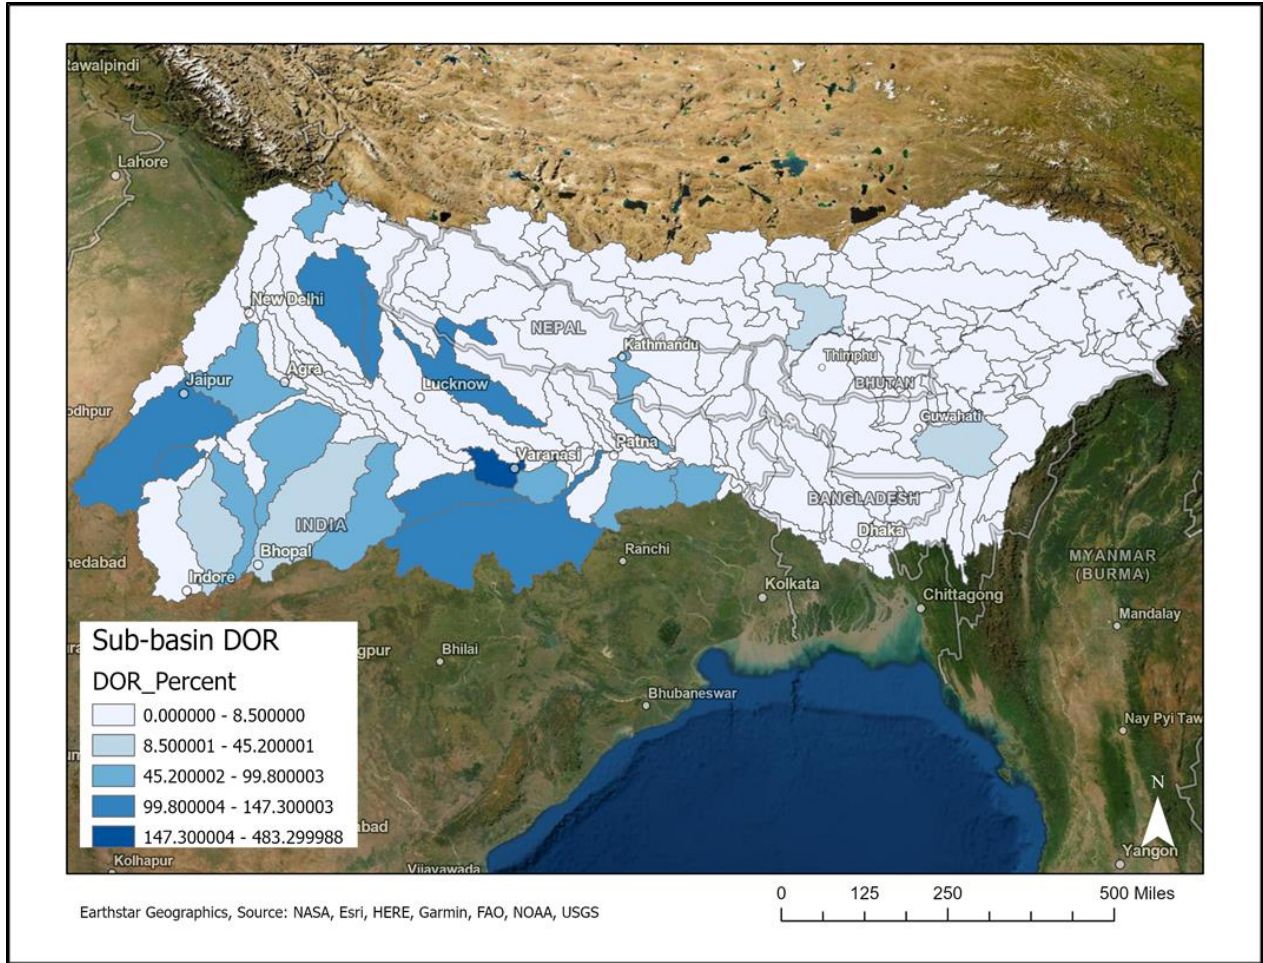 Rawalpindi
Lahore
New Delhi
NEPAL
Kathmandu
Thimphu
BHUTAN
Jaipur
Agra
Lucknow
odhpur
Guwahati
Patna
Varanasi
BANGLADESH
INDIA
Dhaka
Bhopal
Ranchi
MYANMAR
(BURMA)
hmedabad
Indore
Kolkata
Chittagong
Mandalay
Sub-basin DOR
DOR_Percent
0.000000 - 8.500000
8.500001 - 45.200001
45.200002 - 99.800003
99.800004 - 147.300003
147.300004 - 483.299988
gpur
Bhilai
Bhubaneswar
Nay Pyi Taw
abad
N
Kolhapur
Vijayawada
Yangon
0 125 250 500 Miles
Earthstar Geographics, Source: NASA, Esri, HERE, Garmin, FAO, NOAA, USGS